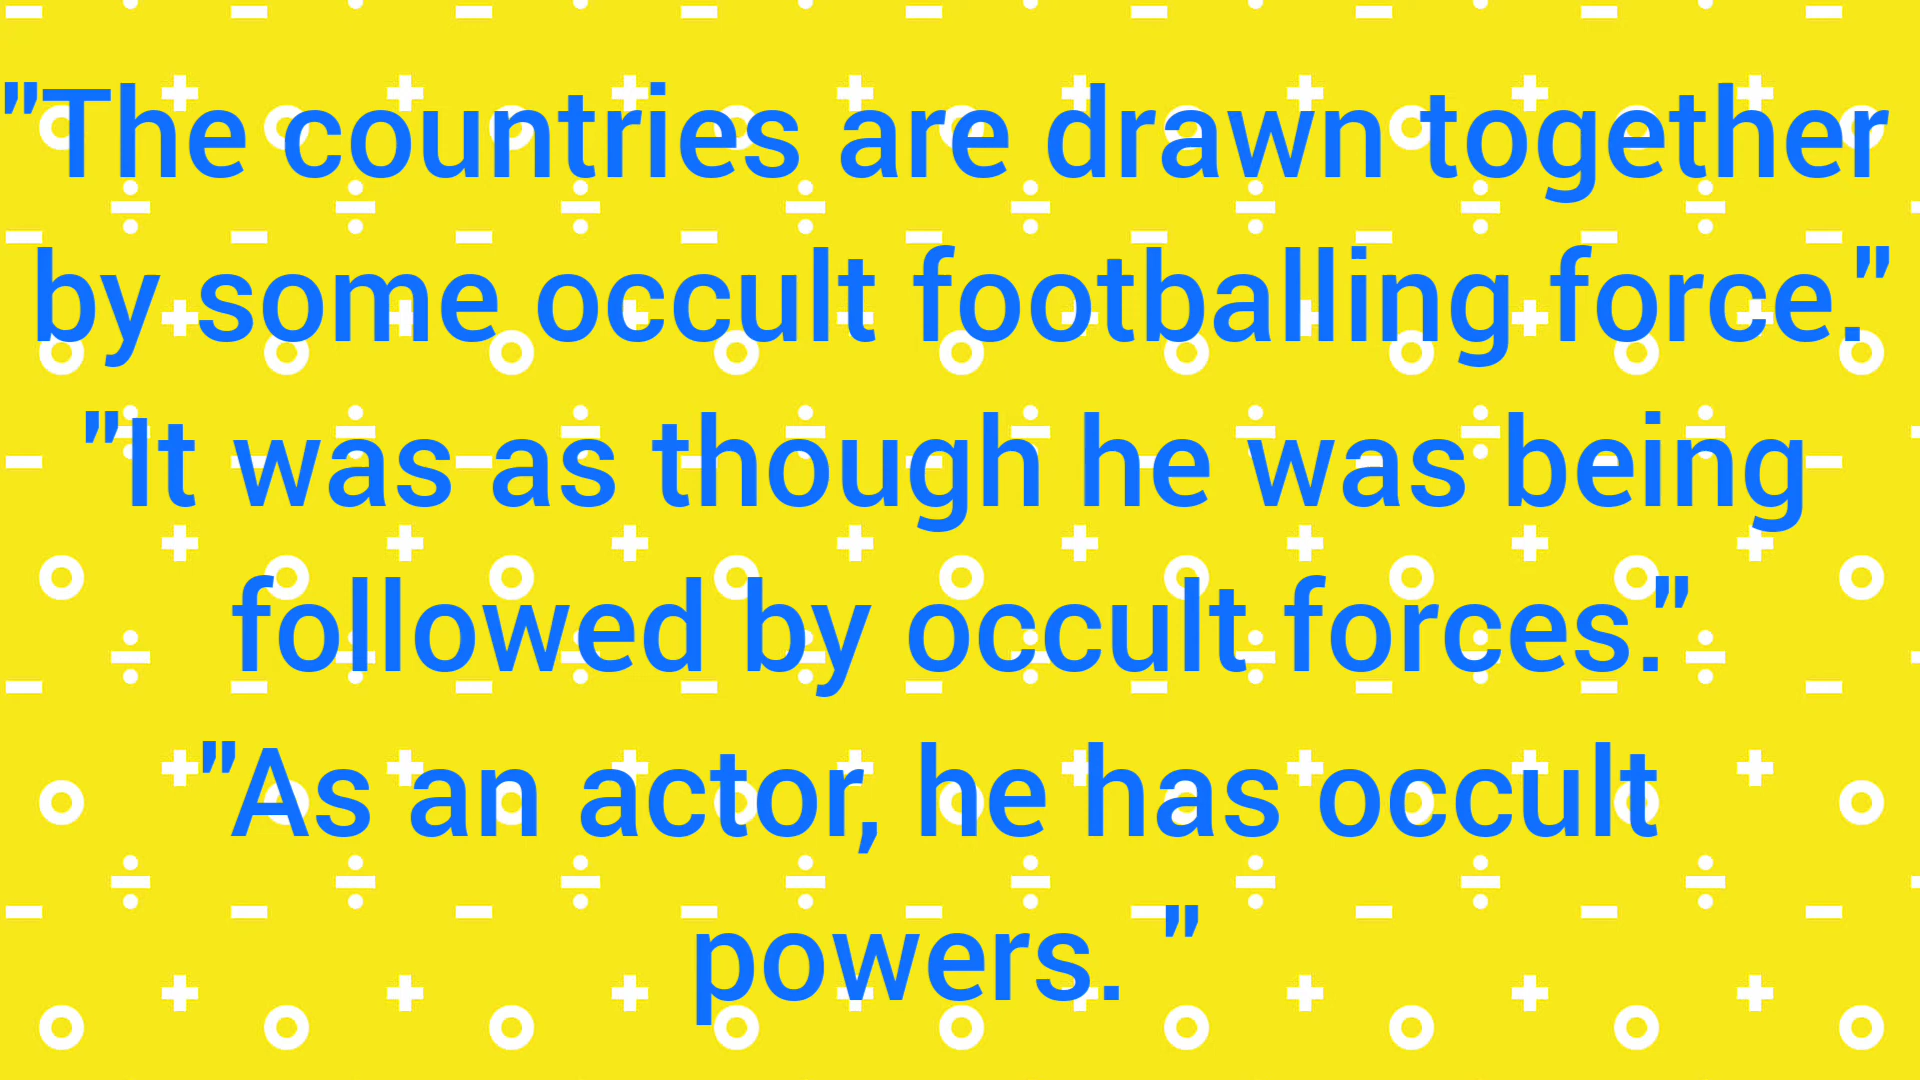 "The countries are drawn together
by some occult footballing force."
"It was as though he was being
followed by occult forces."
"As an actor, he has occult
powers. "